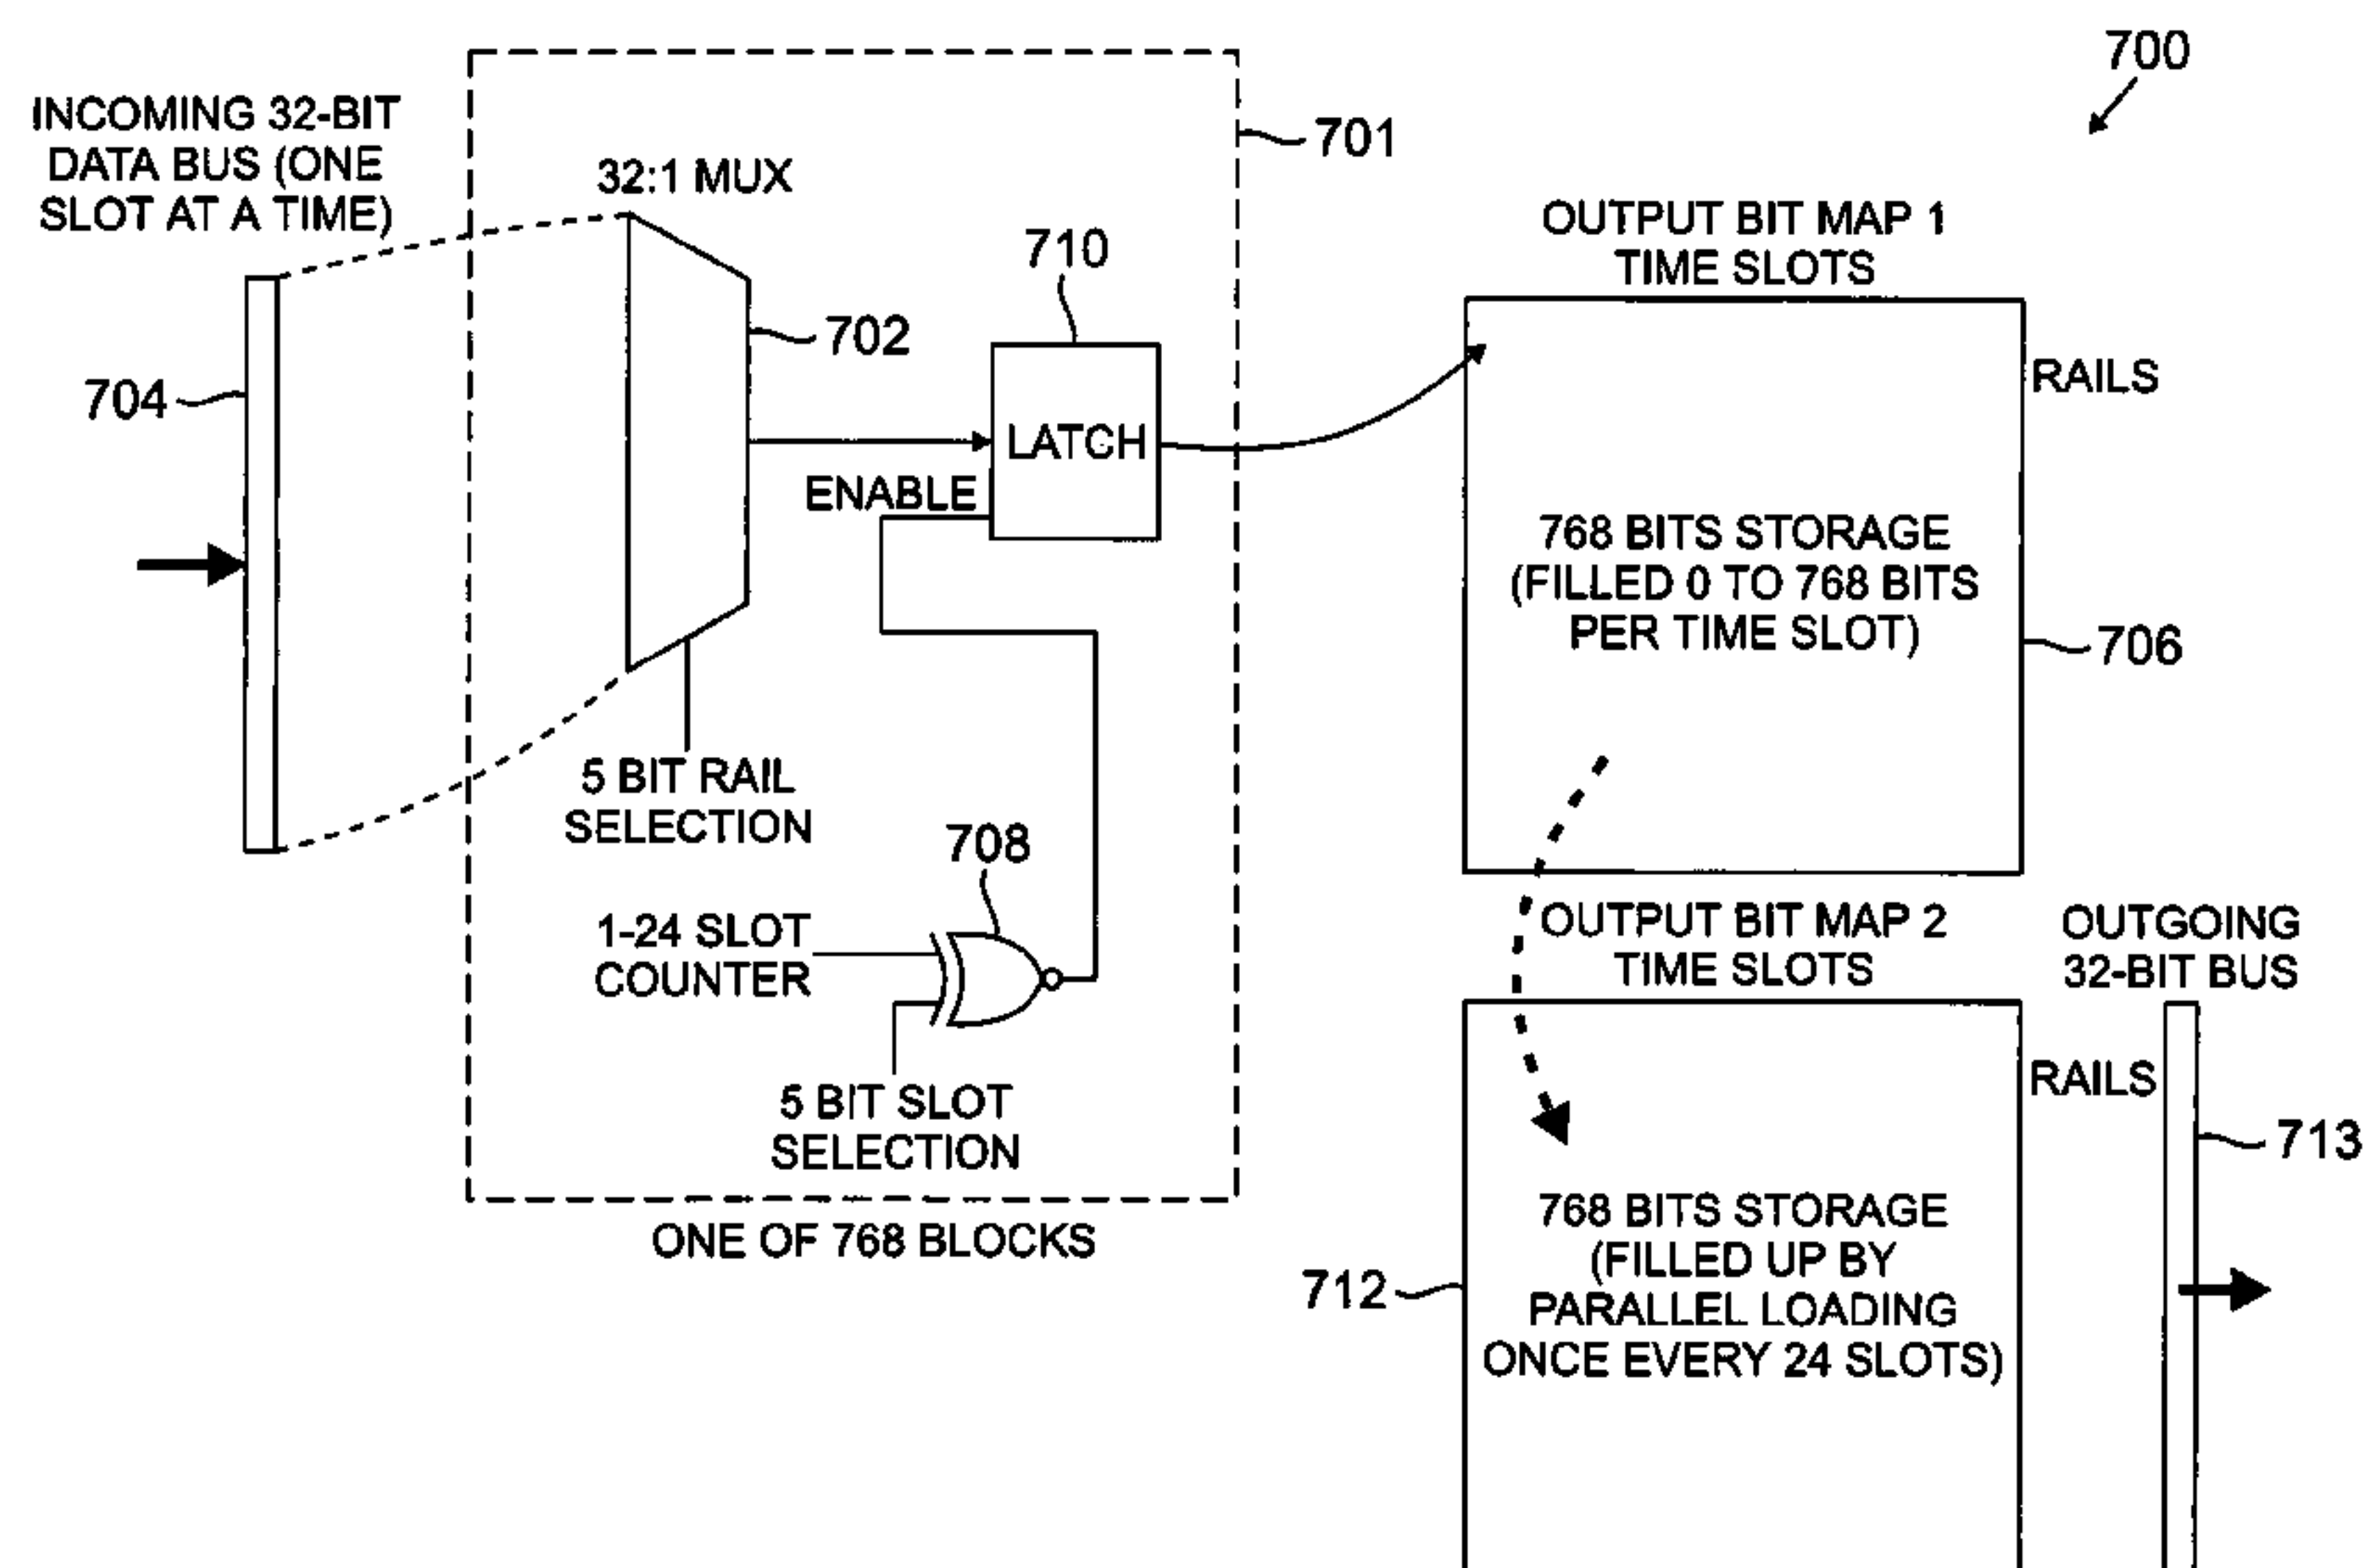 700
INCOMING 32-BIT
DATA BUS (ONE
SLOT AT A TIME)
701
32:1 MUX
710
702
704
LATCH
ENABLE
5 BIT RAIL
SELECTION
708
1-24 SLOT
COUNTER
5 BIT SLOT
SELECTION
ONE OF 768 BLOCKS
OUTPUT BIT MAP 1
TIME SLOTS
RAILS
768 BITS STORAGE
(FILLED 0 TO 768 BITS
PER TIME SLOT)
706
OUTPUT BIT MAP 2
TIME SLOTS
OUTGOING
32-BIT BUS
RAILS
713
768 BITS STORAGE
(FILLED UP BY
PARALLEL LOADING
ONCE EVERY 24 SLOTS)
712